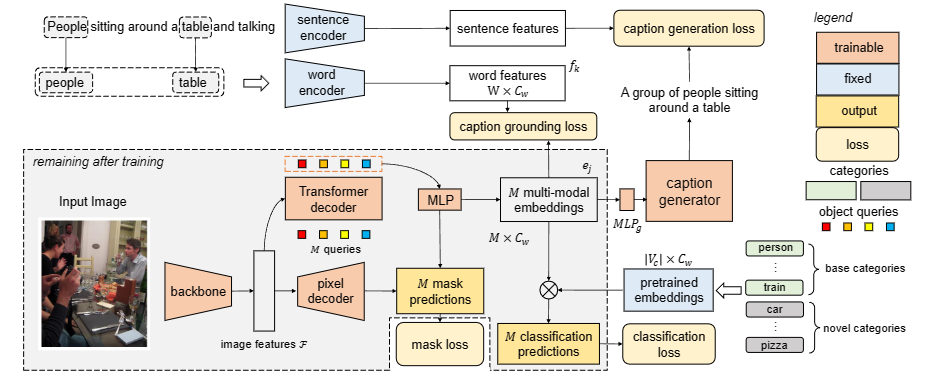 People sitting around a table and talking
people
table
sentence
encoder
sentence features
caption generation loss
word
encoder
word features
W × C_w
f_k
caption grounding loss
A group of people sitting
around a table
legend
trainable
fixed
output
loss
categories
object queries
remaining after training
Input Image
Transformer
decoder
M queries
MLP
e_j
M multi-modal
embeddings
M × C_w
MLP_g
caption
generator
backbone
image features F
pixel
decoder
M mask
predictions
mask loss
|V_c| × C_w
pretrained
embeddings
M classification
predictions
classification
loss
person
⋮
train
base categories
car
⋮
pizza
novel categories